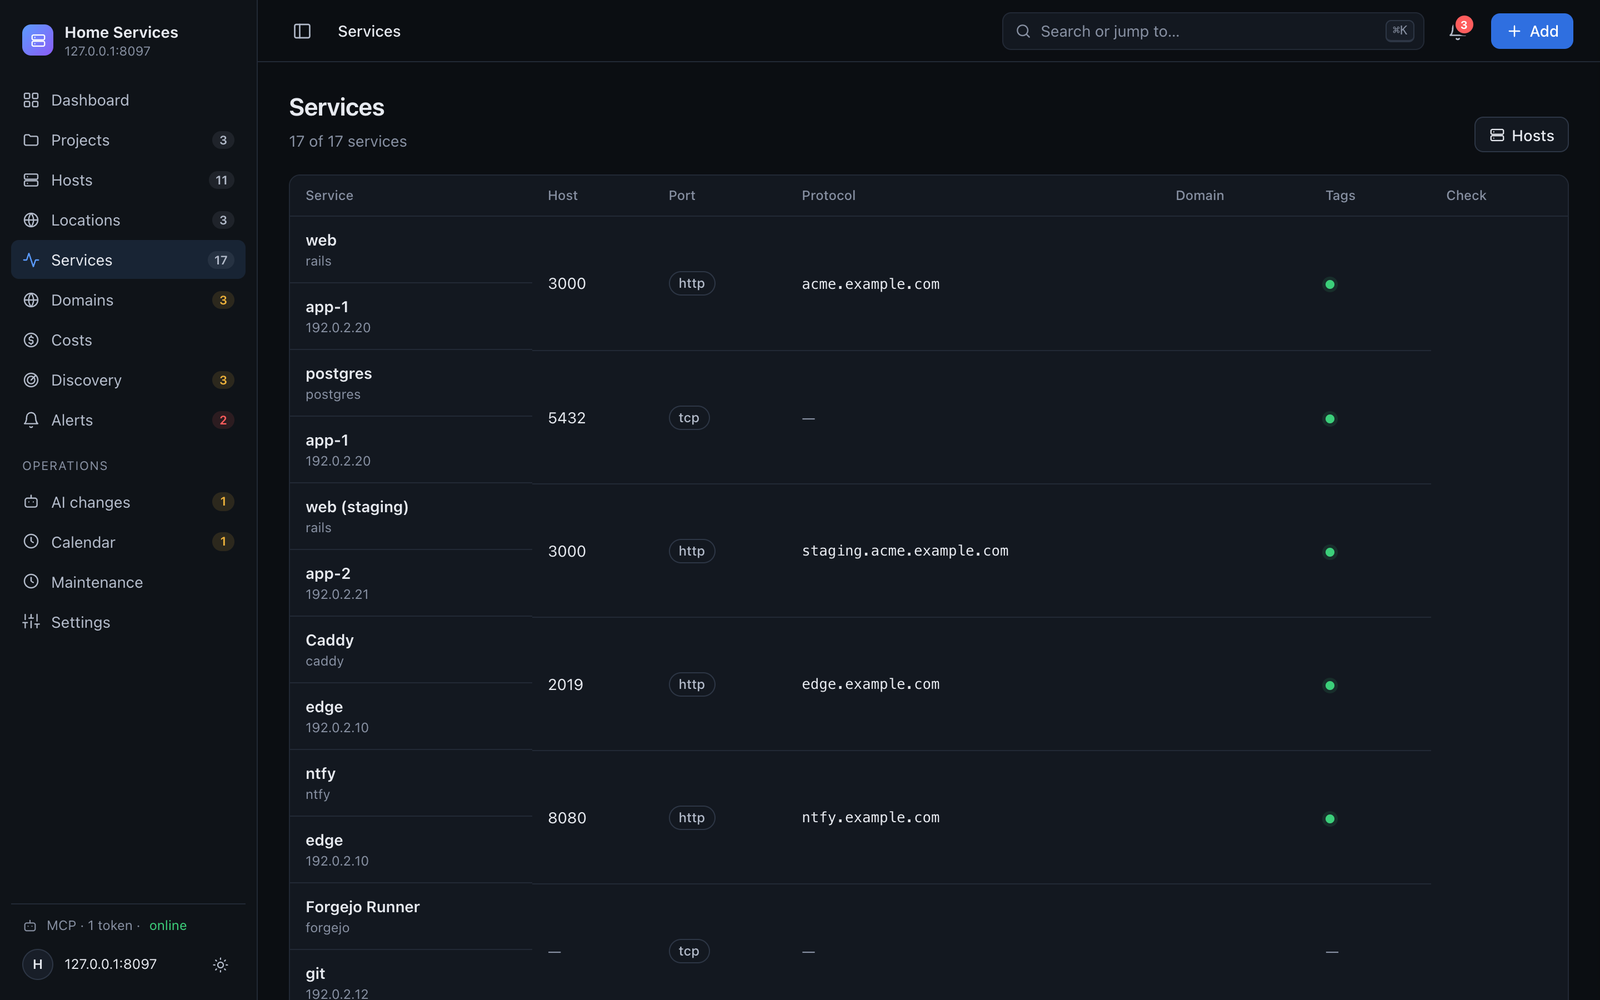 Home Services
127.0.0.1:8097
Dashboard
Projects 3
Hosts 11
Locations 3
Services 17
Domains 3
Costs
Discovery 3
Alerts 2
OPERATIONS
AI changes 1
Calendar 1
Maintenance
Settings
MCP · 1 token · online
H 127.0.0.1:8097
Services
Search or jump to... ⌘K
3
+ Add
Services
17 of 17 services
Hosts
Service Host Port Protocol Domain Tags Check
web
rails
3000 http acme.example.com
app-1
192.0.2.20
postgres
postgres
5432 tcp —
app-1
192.0.2.20
web (staging)
rails
3000 http staging.acme.example.com
app-2
192.0.2.21
Caddy
caddy
2019 http edge.example.com
edge
192.0.2.10
ntfy
ntfy
8080 http ntfy.example.com
edge
192.0.2.10
Forgejo Runner
forgejo
— tcp — —
git
192.0.2.12